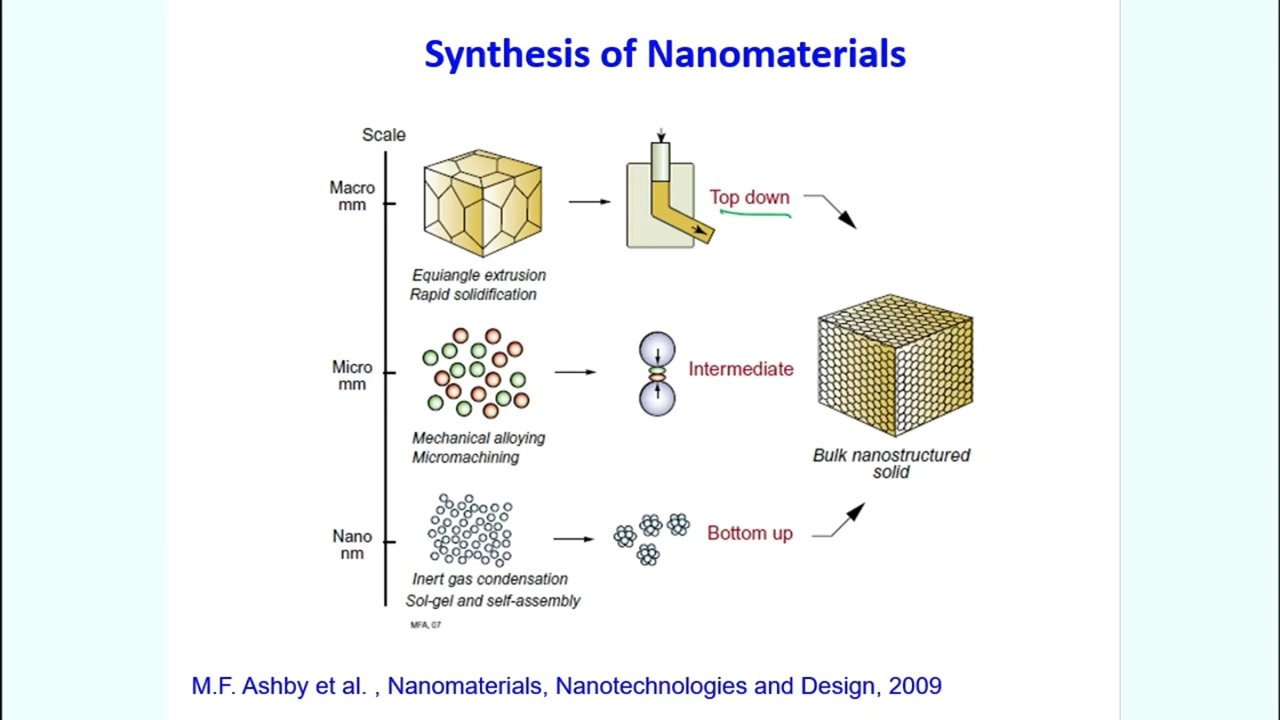 Synthesis of Nanomaterials
Scale
Macro
mm
Top down
Equiangle extrusion
Rapid solidification
Micro
mm
Intermediate
Mechanical alloying
Micromachining
Bulk nanostructured
solid
Nano
nm
Bottom up
Inert gas condensation
Sol-gel and self-assembly
MFA, 07
M.F. Ashby et al. , Nanomaterials, Nanotechnologies and Design, 2009